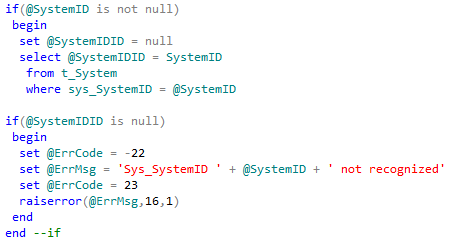 if(@SystemID is not null)
begin
set @SystemIDID = null
select @SystemIDID = SystemID
from t_System
where sys_SystemID = @SystemID
if(@SystemIDID is null)
begin
set @ErrCode = -22
set @ErrMsg = 'Sys_SystemID ' + @SystemID + ' not recognized'
set @ErrCode = 23
raiserror(@ErrMsg,16,1)
end
end --if